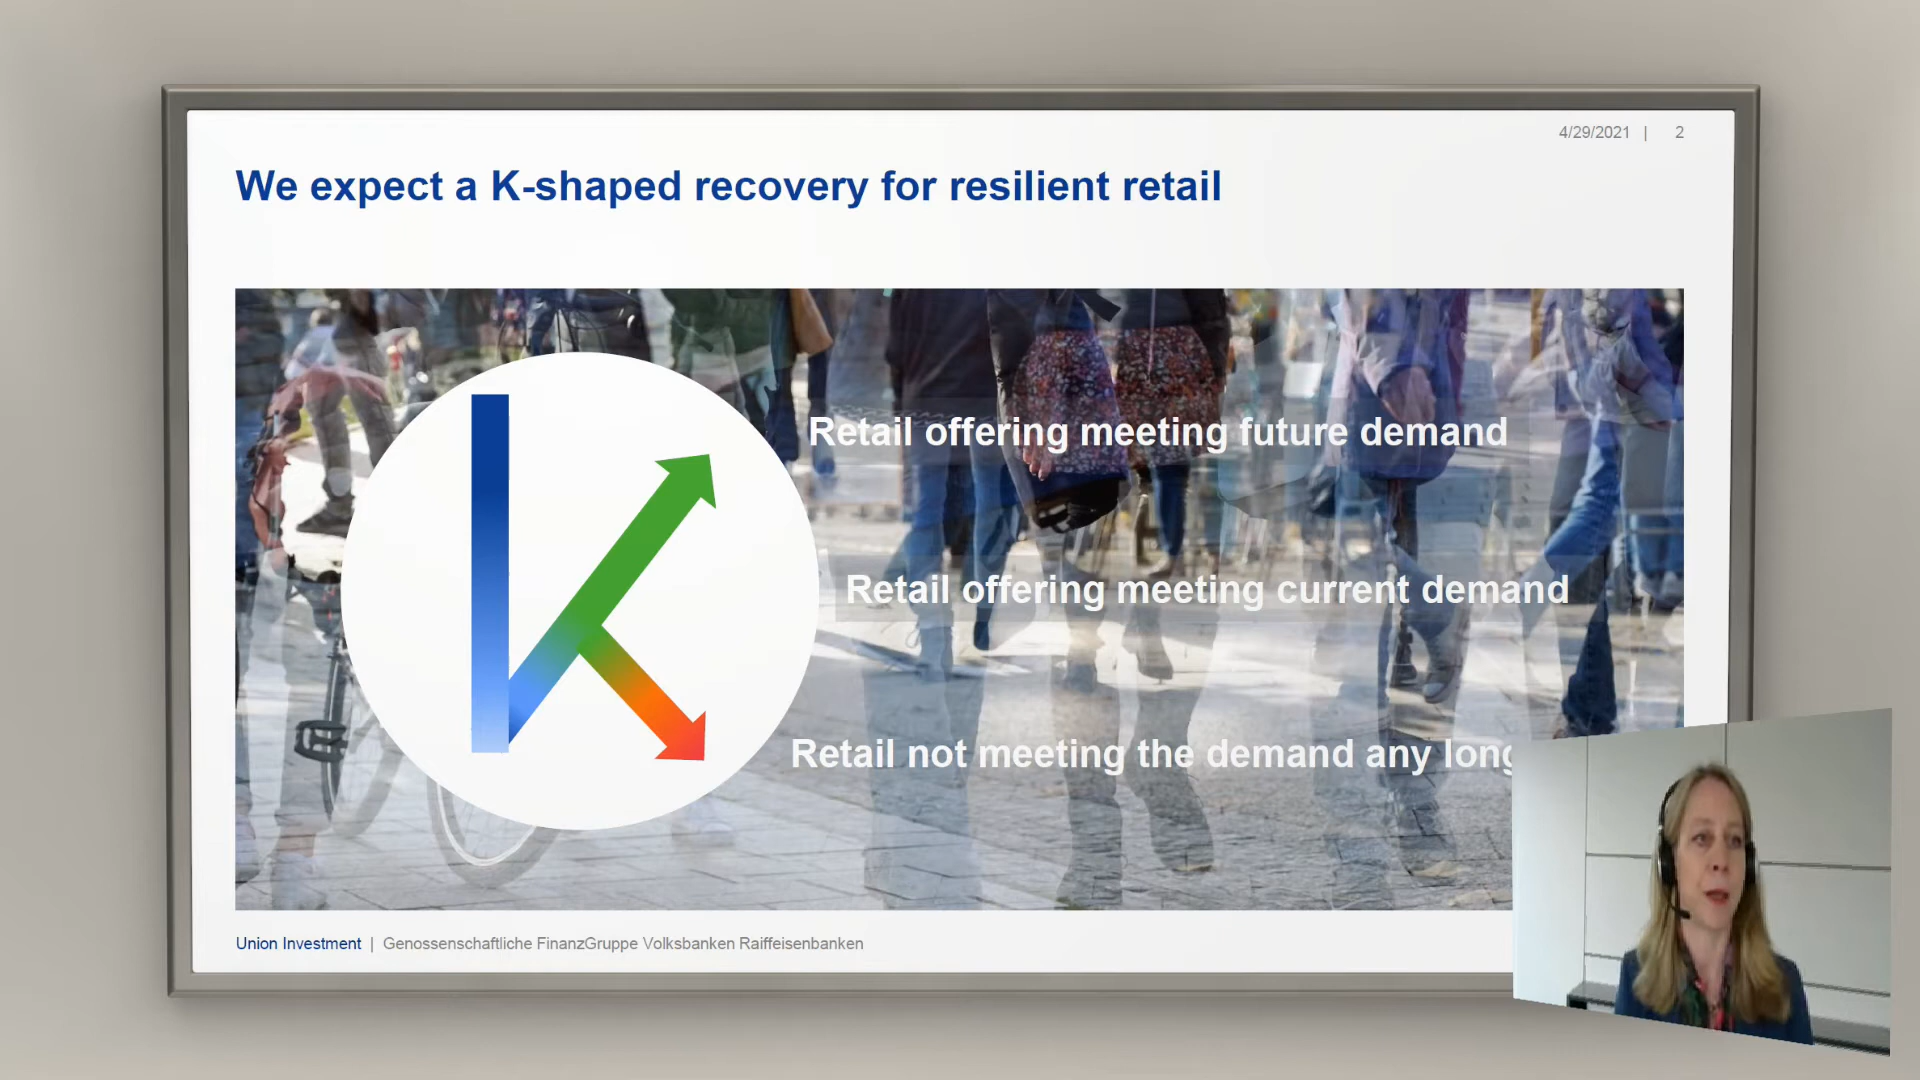 4/29/2021 | 2
We expect a K-shaped recovery for resilient retail
Retail offering meeting future demand
Retail offering meeting current demand
Retail not meeting the demand any
Union Investment | Genossenschaftliche FinanzGruppe Volksbanken Raiffeisenbanken